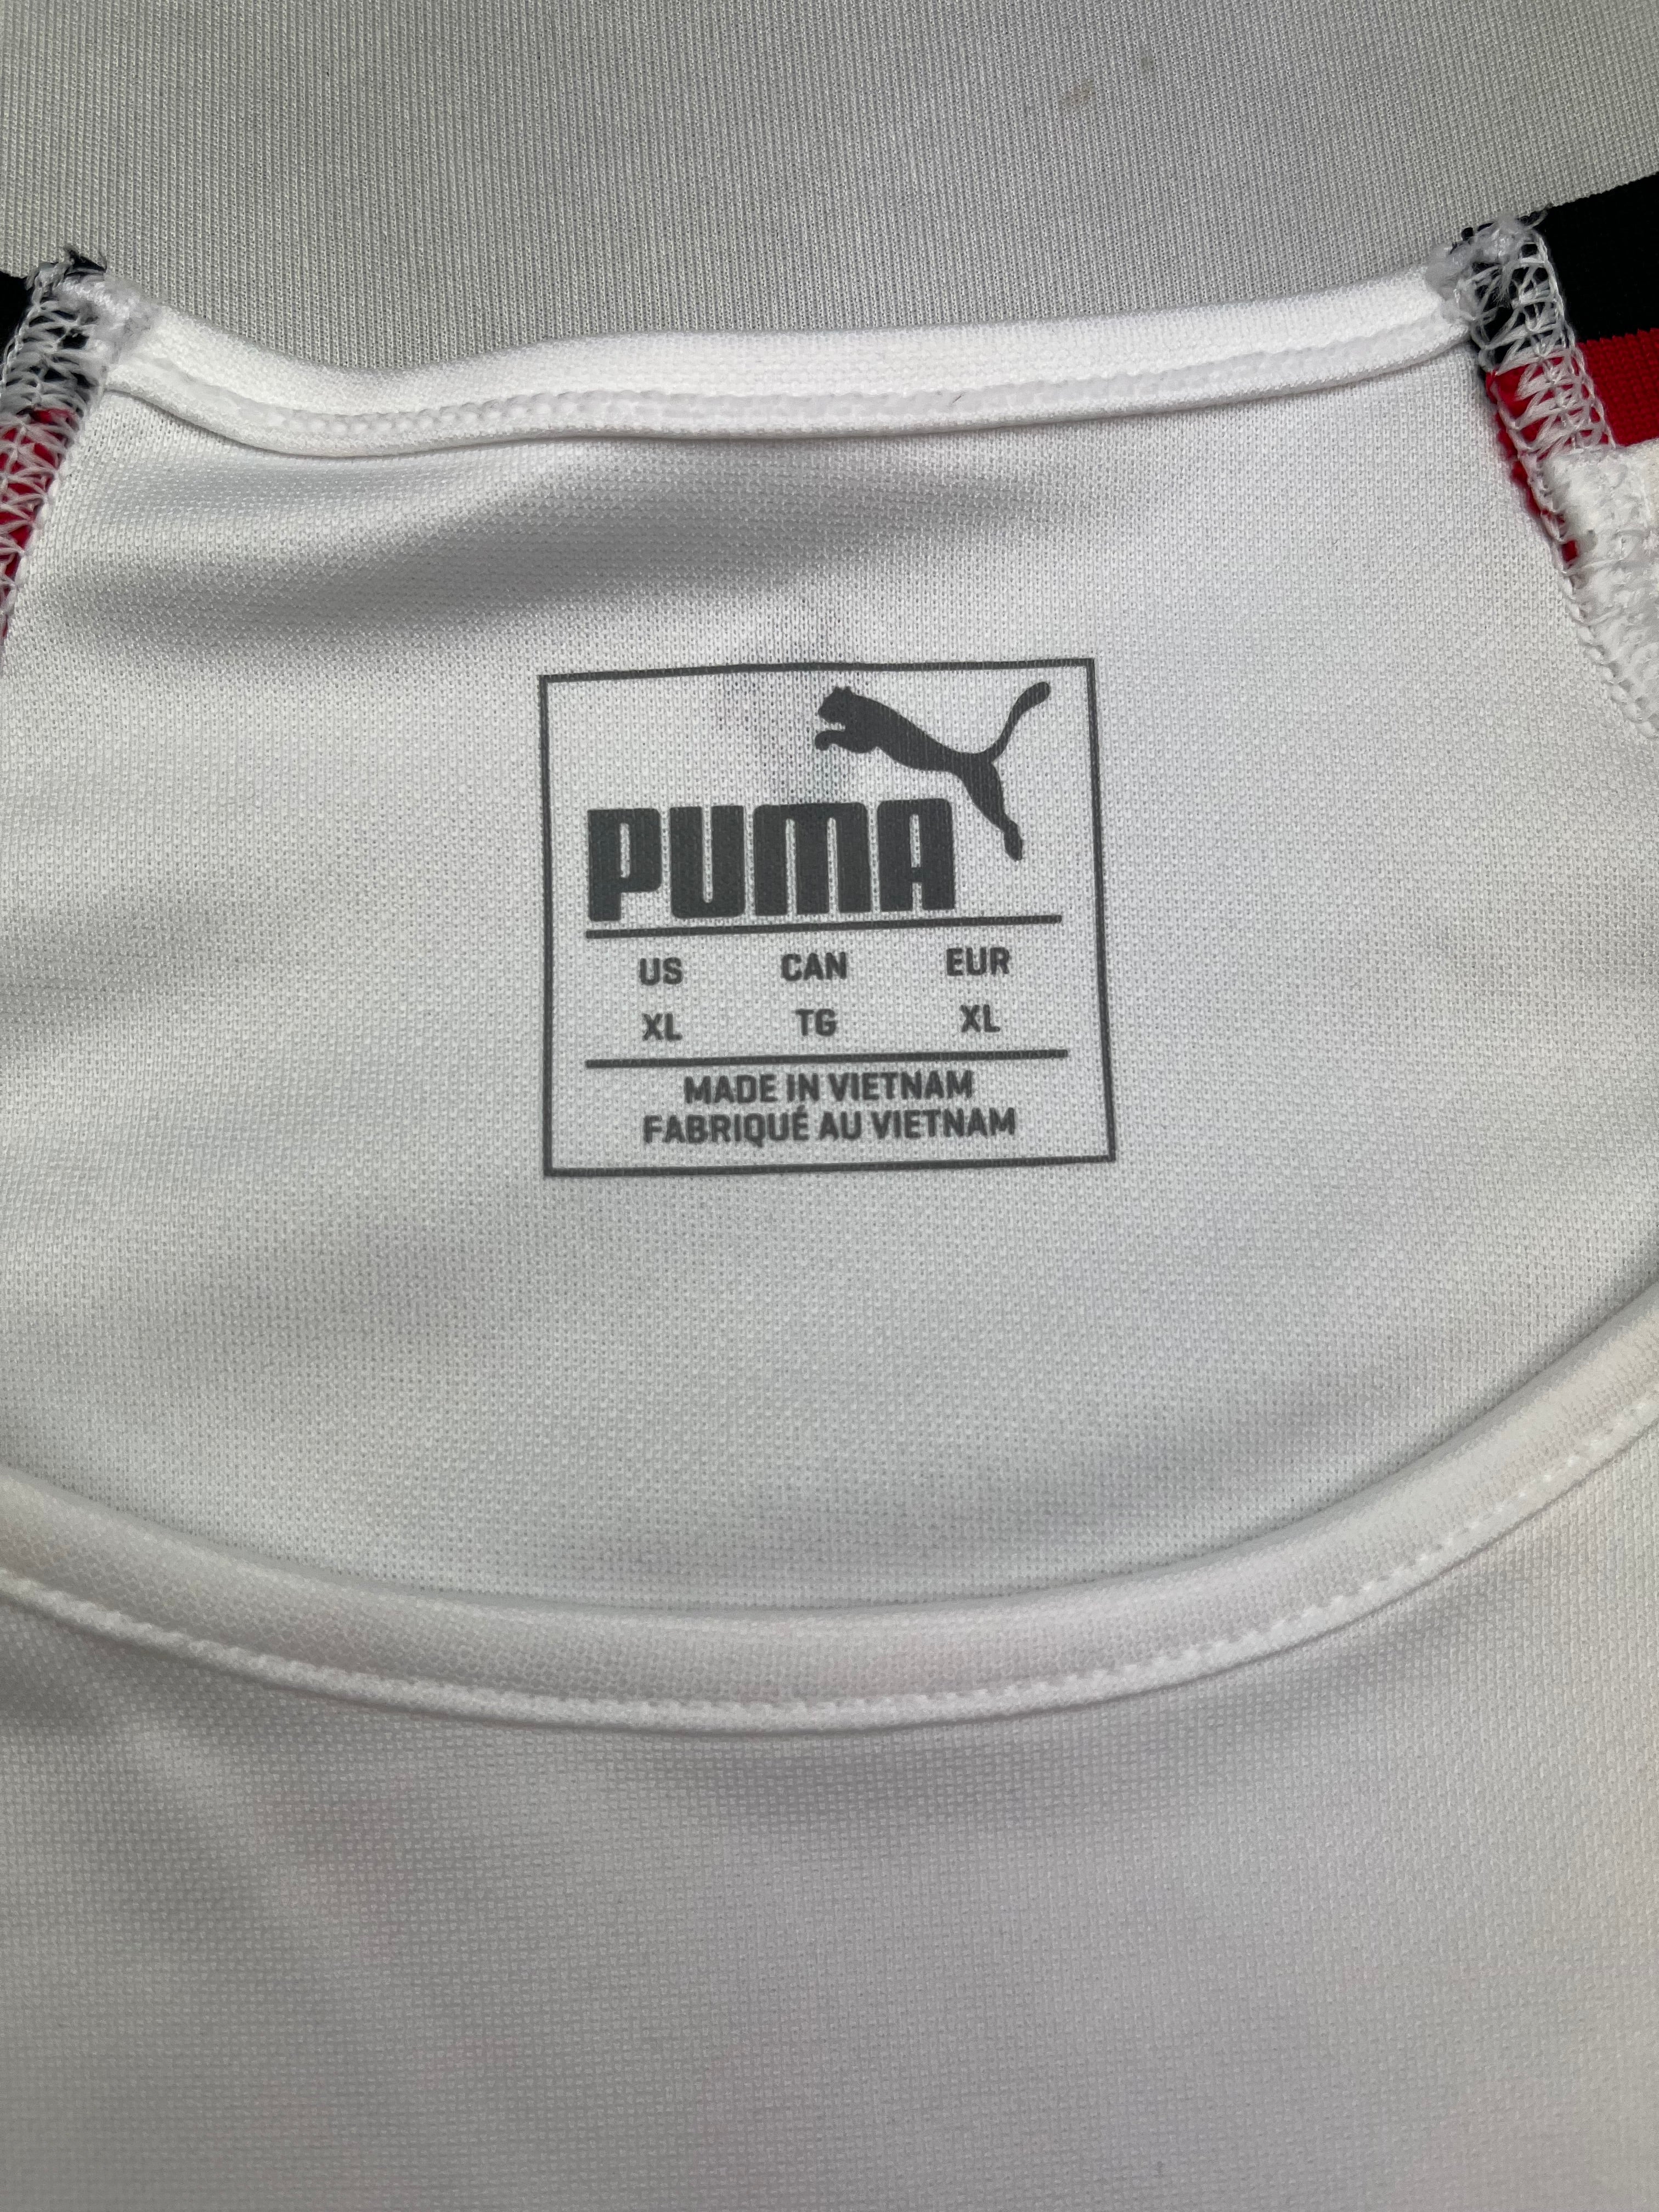 PUMA
US CAN EUR
XL TG XL
MADE IN VIETNAM
FABRIQUÉ AU VIETNAM